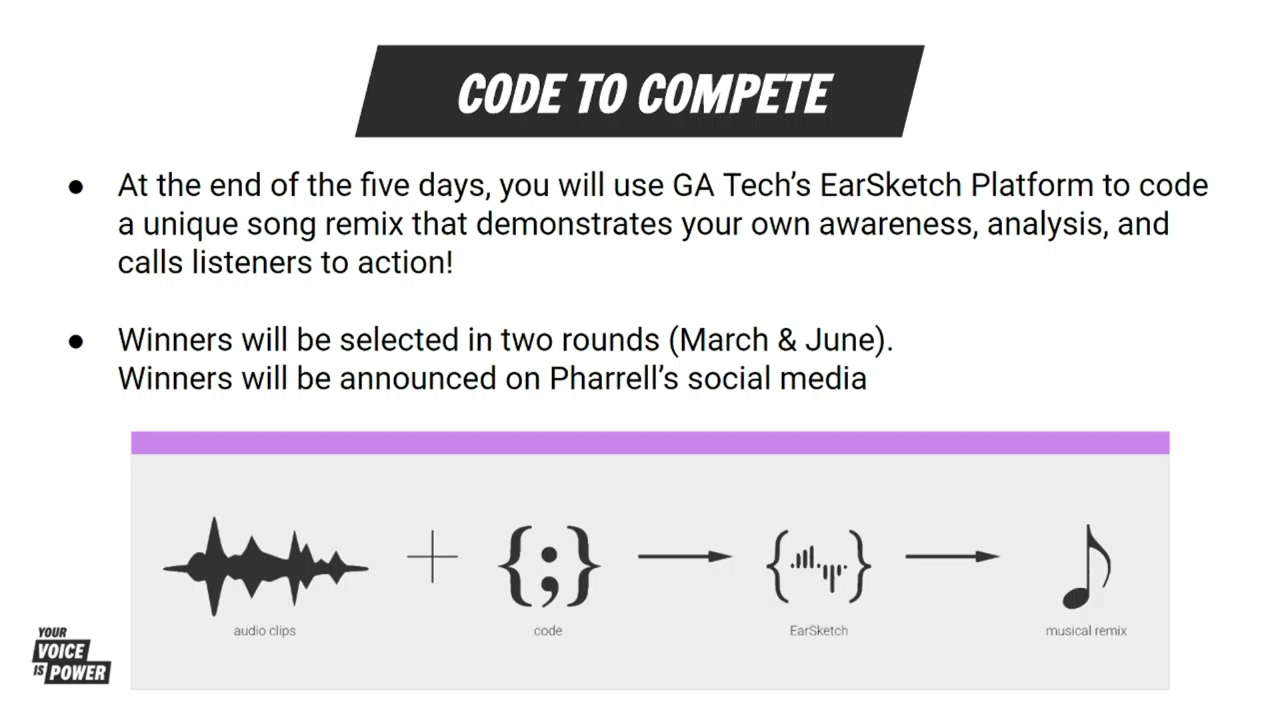 CODE TO COMPETE
● At the end of the five days, you will use GA Tech’s EarSketch Platform to code
a unique song remix that demonstrates your own awareness, analysis, and
calls listeners to action!
● Winners will be selected in two rounds (March & June).
Winners will be announced on Pharrell’s social media
{;}
audio clips
code
EarSketch
musical remix
YOUR
VOICE
IS POWER